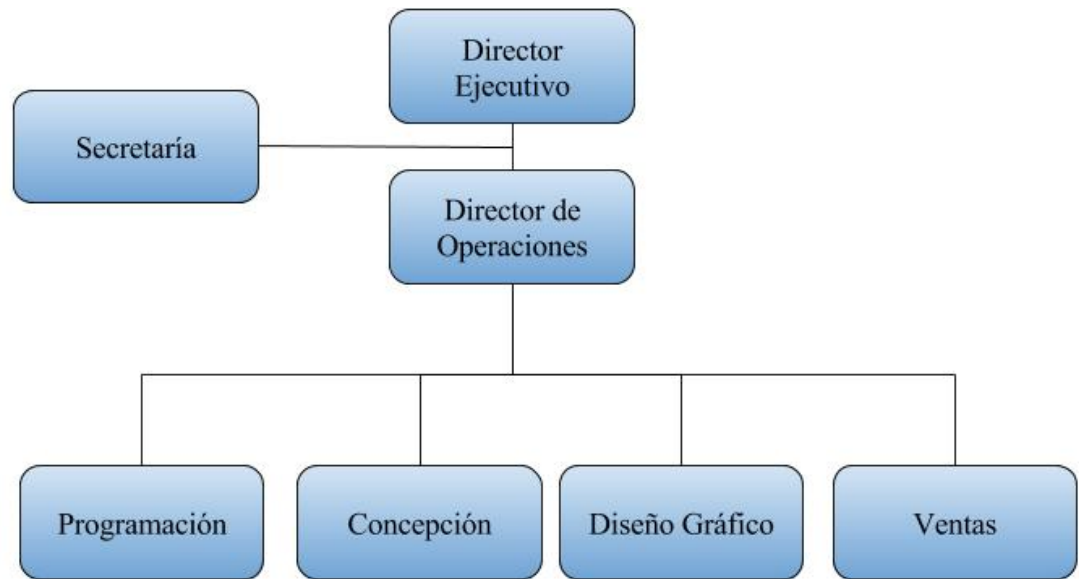 Director
Ejecutivo
Secretaría
Director de
Operaciones
Programación
Concepción
Diseño Gráfico
Ventas